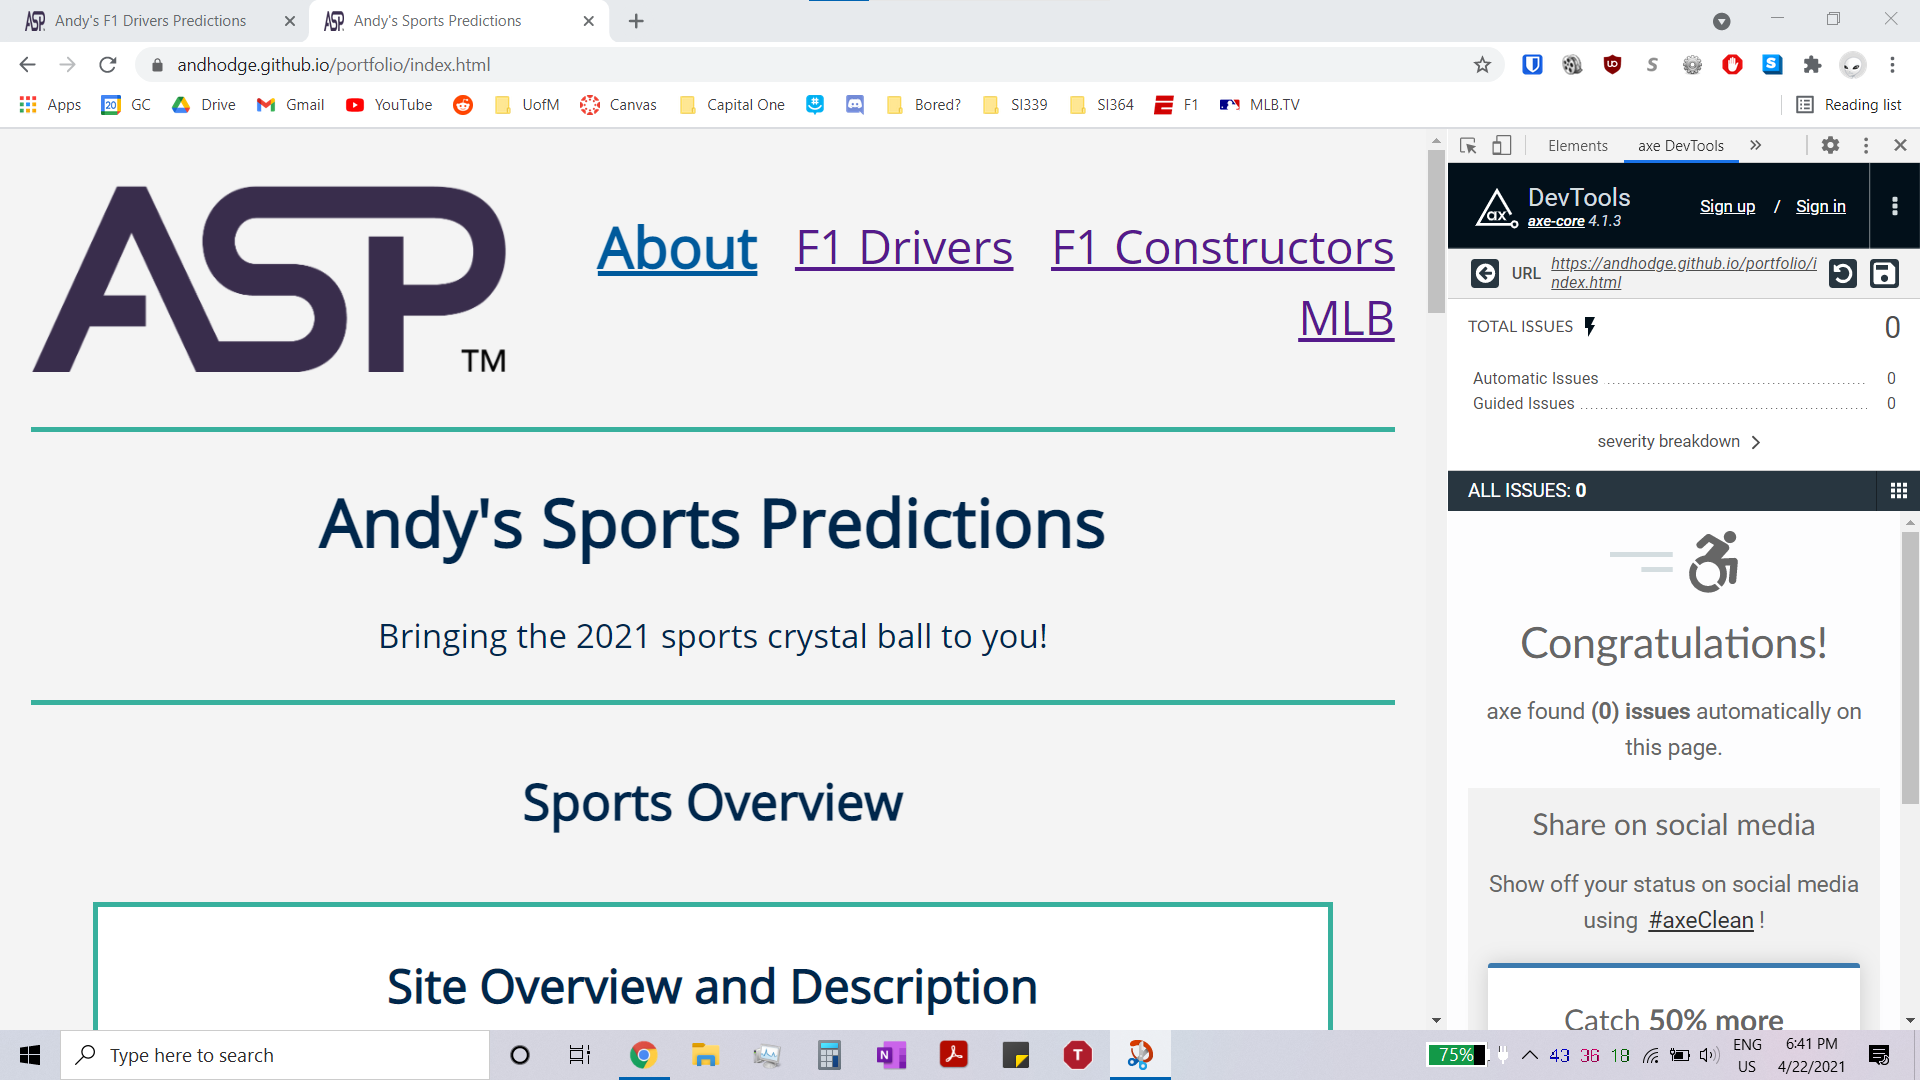 Andy's F1 Drivers Predictions
Andy's Sports Predictions
andhodge.github.io/portfolio/index.html
Apps
GC
Drive
Gmail
YouTube
UofM
Canvas
Capital One
Bored?
SI339
SI364
F1
MLB.TV
Reading list
ASP
TM
About
F1 Drivers
F1 Constructors
MLB
Andy's Sports Predictions
Bringing the 2021 sports crystal ball to you!
Sports Overview
Site Overview and Description
Elements
axe DevTools
ax
DevTools
axe-core 4.1.3
Sign up / Sign in
URL
https://andhodge.github.io/portfolio/i
ndex.html
TOTAL ISSUES
0
Automatic Issues
0
Guided Issues
0
severity breakdown
ALL ISSUES: 0
Congratulations!
axe found (0) issues automatically on
this page.
Share on social media
Show off your status on social media
using #axeClean !
Catch 50% more
Type here to search
75%
43 36 18
ENG
US
6:41 PM
4/22/2021